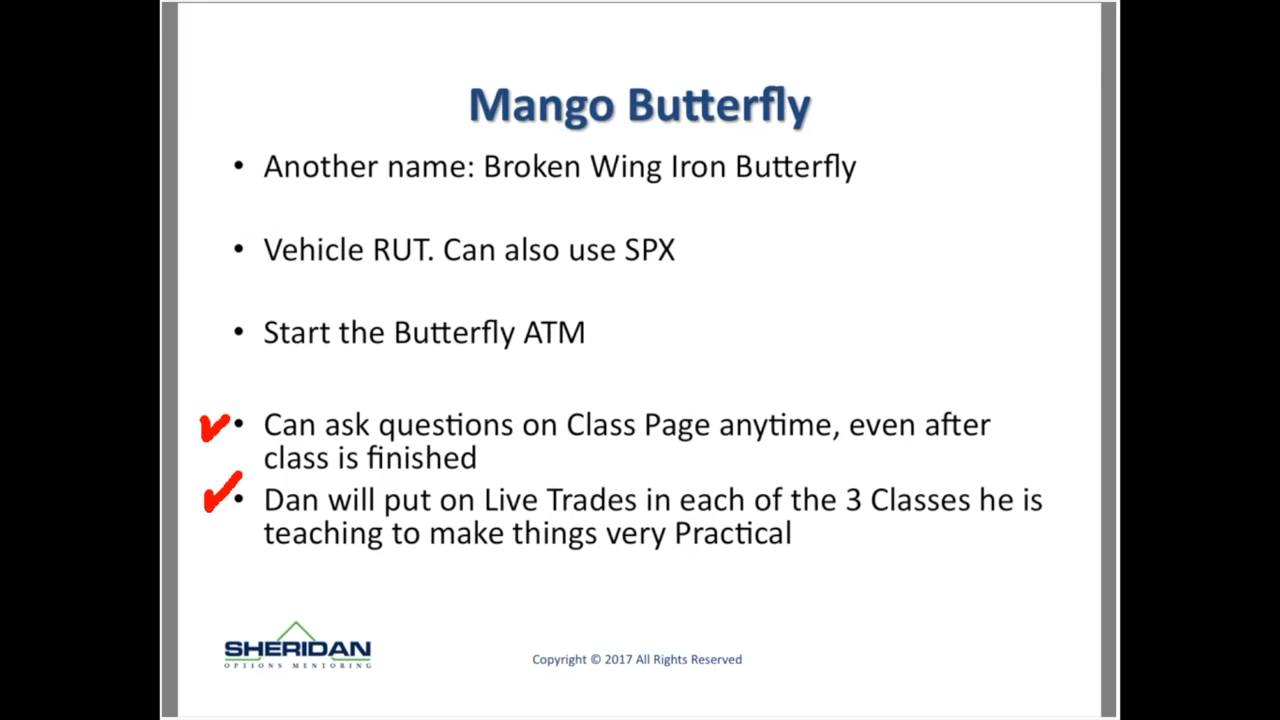 Mango Butterfly
• Another name: Broken Wing Iron Butterfly
• Vehicle RUT. Can also use SPX
• Start the Butterfly ATM
• Can ask questions on Class Page anytime, even after
class is finished
• Dan will put on Live Trades in each of the 3 Classes he is
teaching to make things very Practical
SHERIDAN
OPTIONS MENTORING
Copyright © 2017 All Rights Reserved